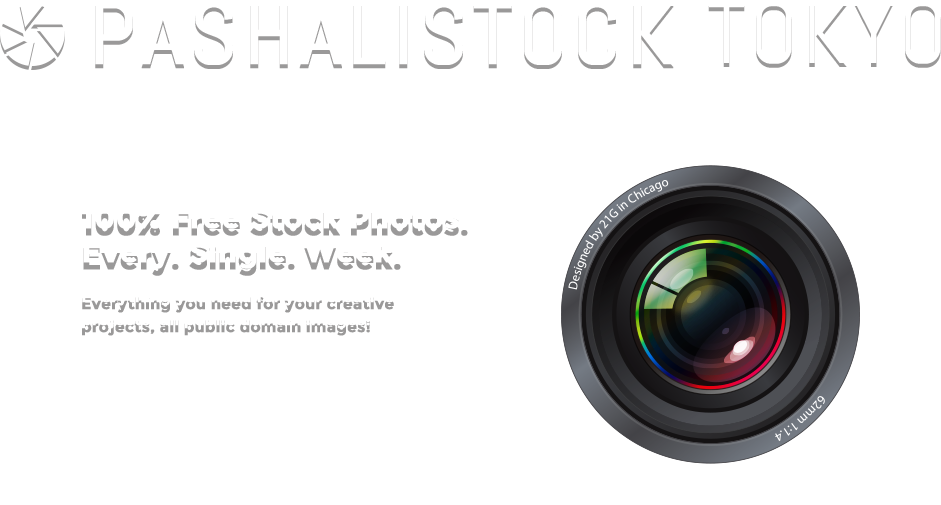 PASHALISTOCK TOKYO
100% Free Stock Photos.
Every. Single. Week.
Everything you need for your creative
projects, all public domain images!
Designed by 21G in Chicago
62mm 1:1.4